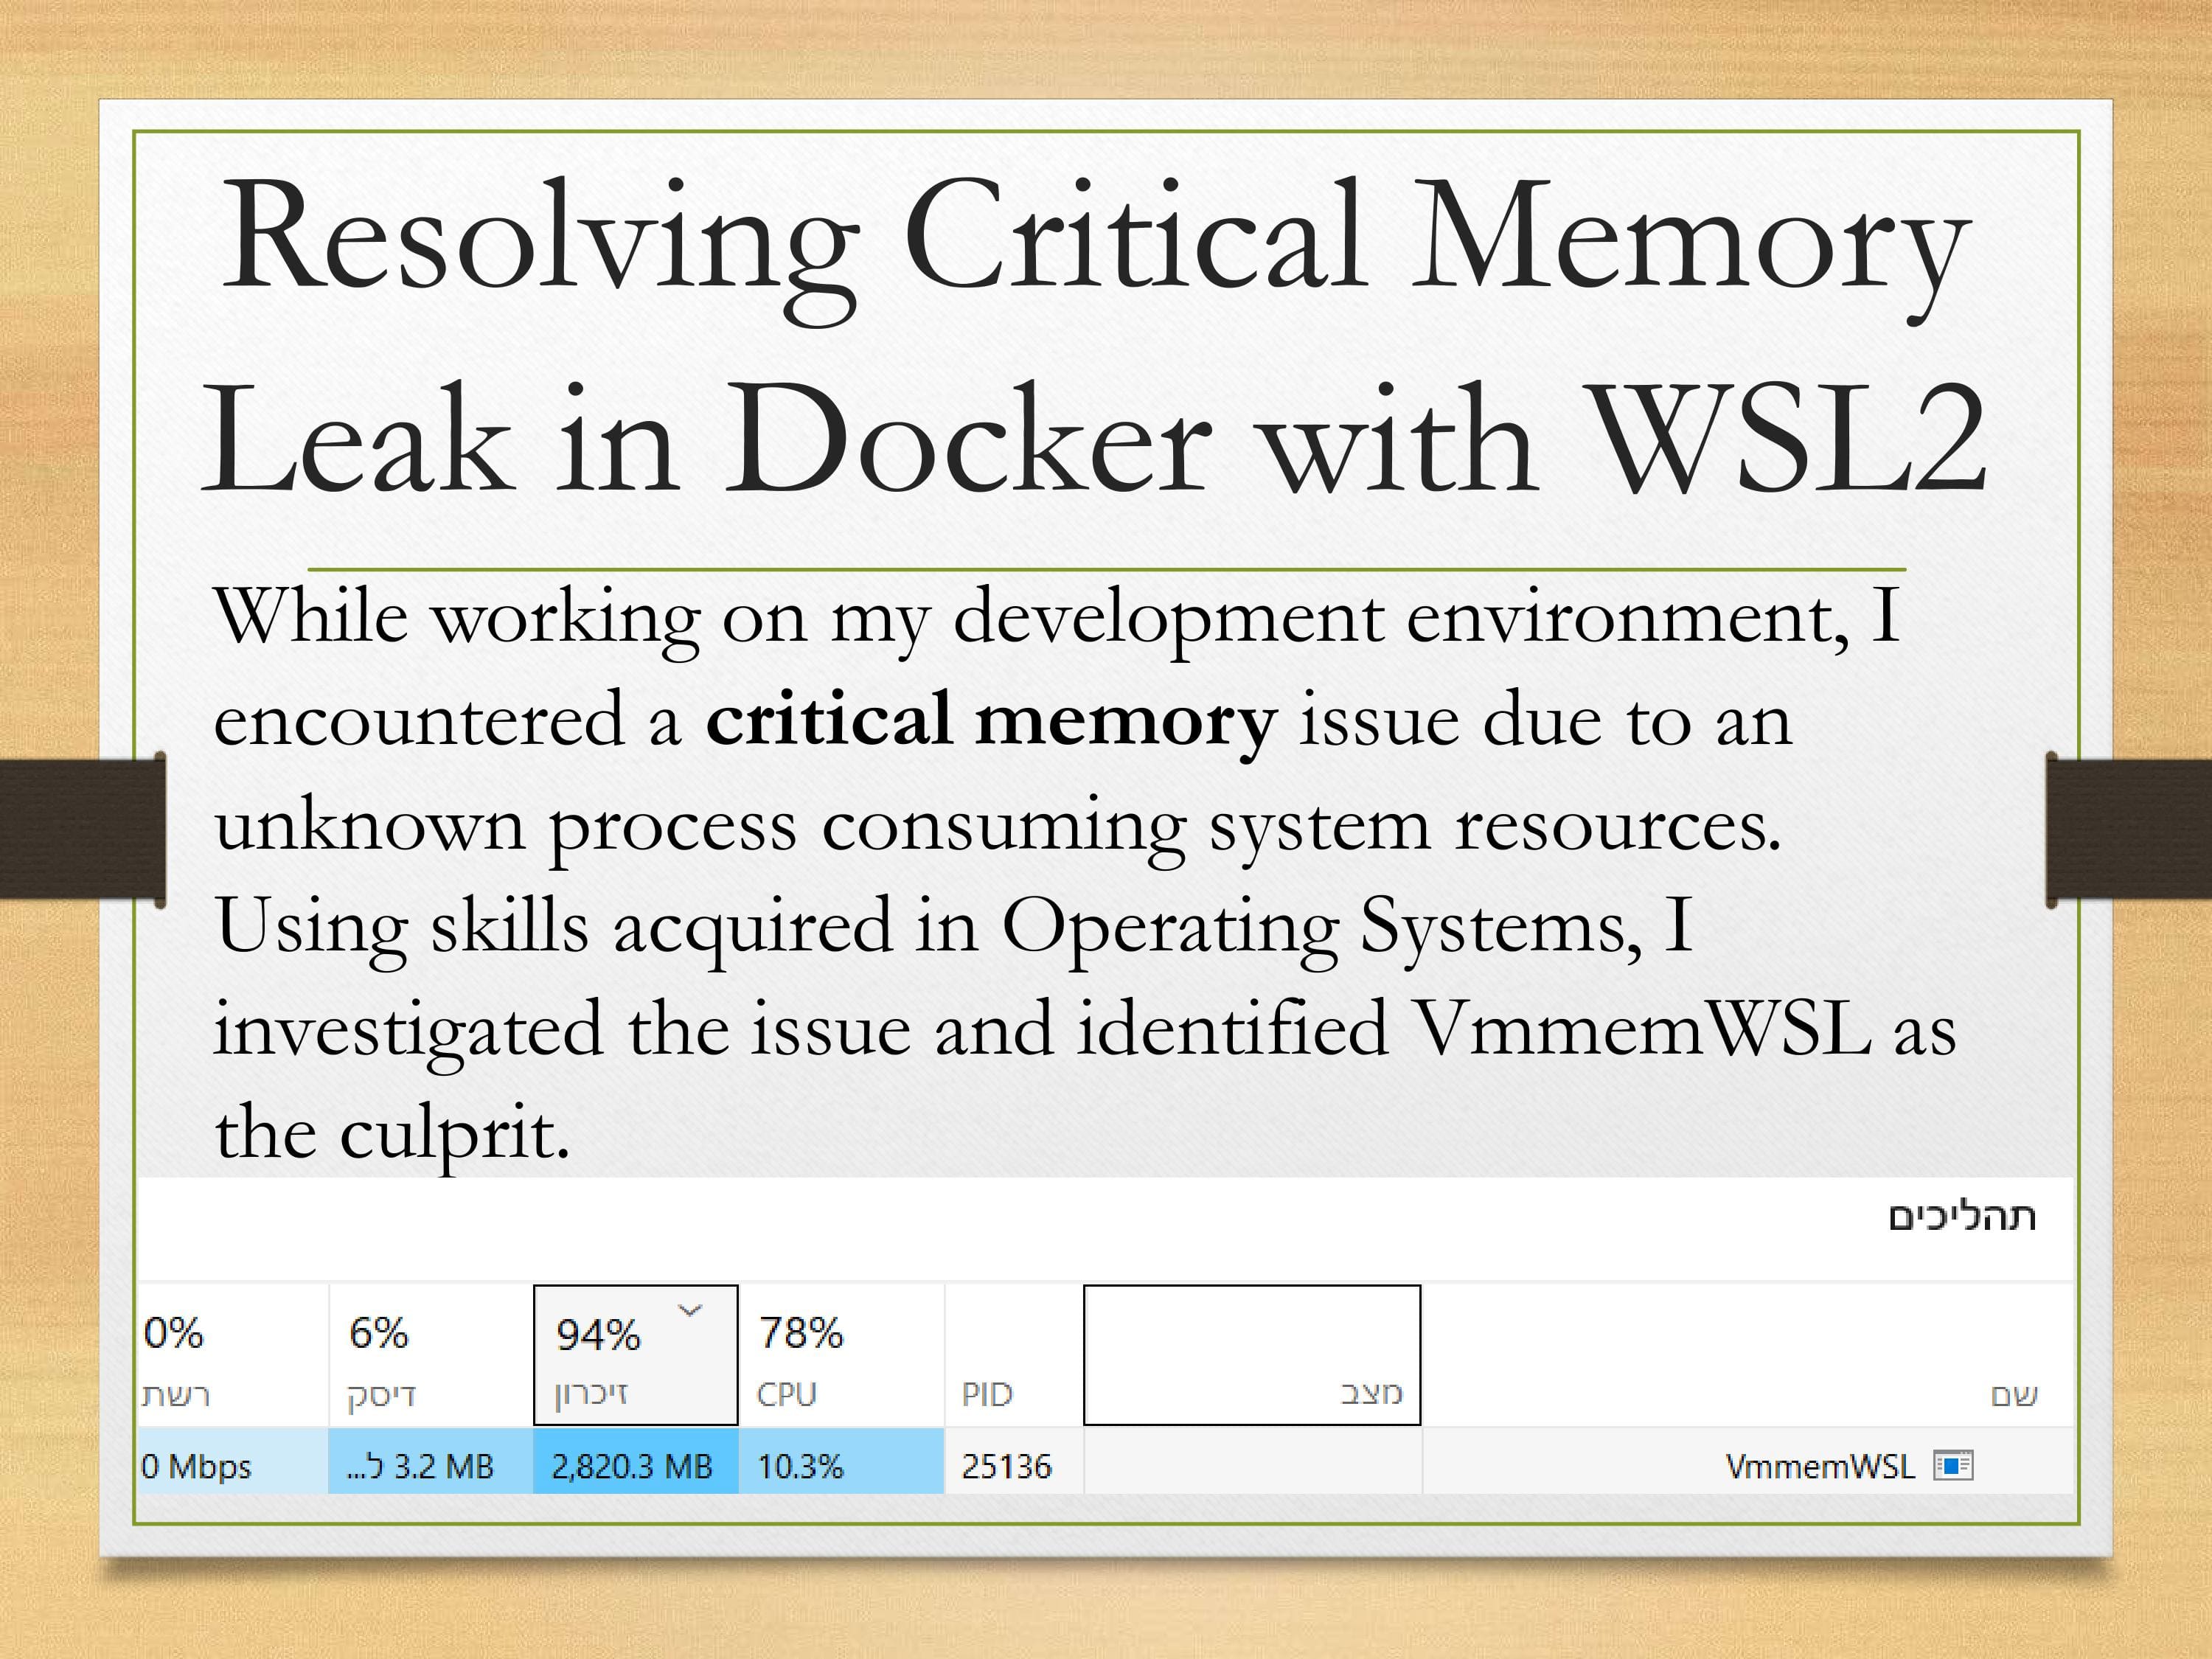 Resolving Critical Memory
Leak in Docker with WSL2
While working on my development environment, I
encountered a critical memory issue due to an
unknown process consuming system resources.
Using skills acquired in Operating Systems, I
investigated the issue and identified VmmemWSL as
the culprit.
תהליכים
0% 6% 94% 78%
רשת דיסק זיכרון CPU PID מצב שם
0 Mbps 3.2 MB ל... 2,820.3 MB 10.3% 25136 VmmemWSL